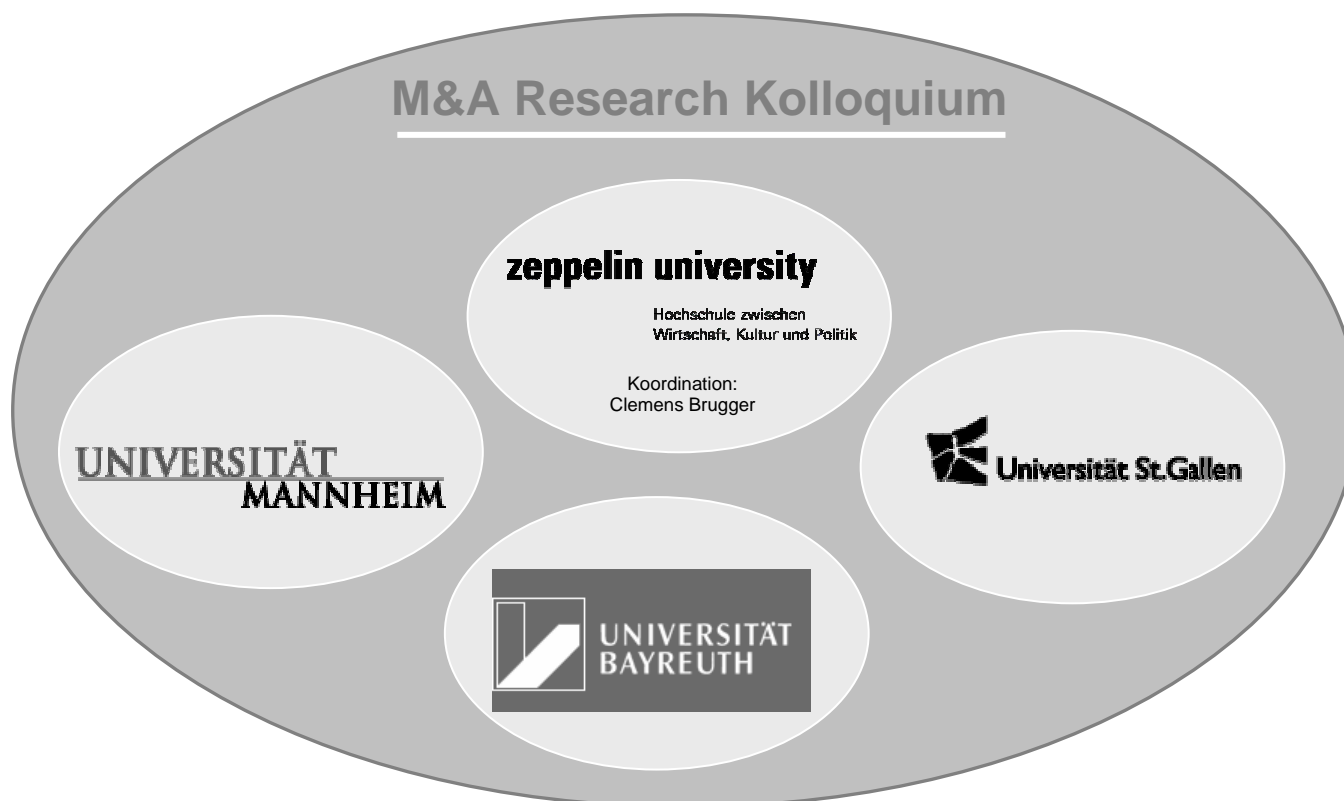 M&A Research Kolloquium
zeppelin university
Hochschule zwischen
Wirtschaft, Kultur und Politik
Koordination:
Clemens Brugger
UNIVERSITÄT
MANNHEIM
Universität St.Gallen
UNIVERSITÄT
BAYREUTH